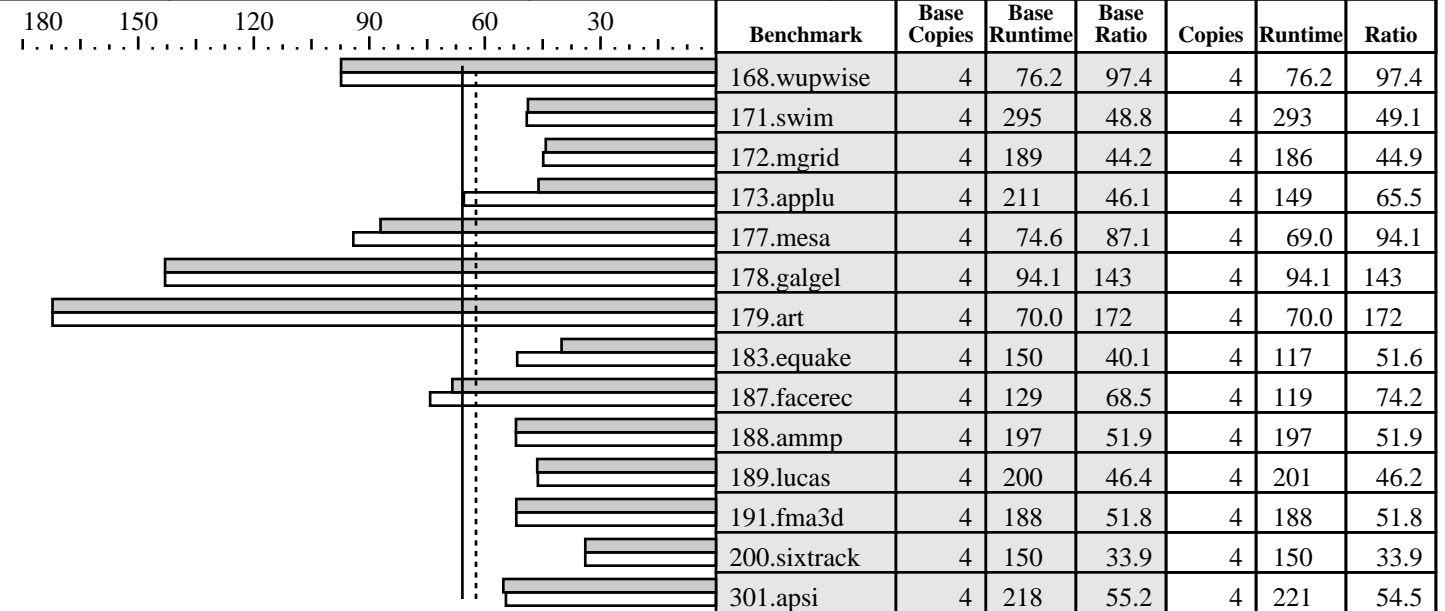 180 150 120 90 60 30
Benchmark Base Copies Base Runtime Base Ratio Copies Runtime Ratio
168.wupwise 4 76.2 97.4 4 76.2 97.4
171.swim 4 295 48.8 4 293 49.1
172.mgrid 4 189 44.2 4 186 44.9
173.applu 4 211 46.1 4 149 65.5
177.mesa 4 74.6 87.1 4 69.0 94.1
178.galgel 4 94.1 143 4 94.1 143
179.art 4 70.0 172 4 70.0 172
183.equake 4 150 40.1 4 117 51.6
187.facerec 4 129 68.5 4 119 74.2
188.ammp 4 197 51.9 4 197 51.9
189.lucas 4 200 46.4 4 201 46.2
191.fma3d 4 188 51.8 4 188 51.8
200.sixtrack 4 150 33.9 4 150 33.9
301.apsi 4 218 55.2 4 221 54.5